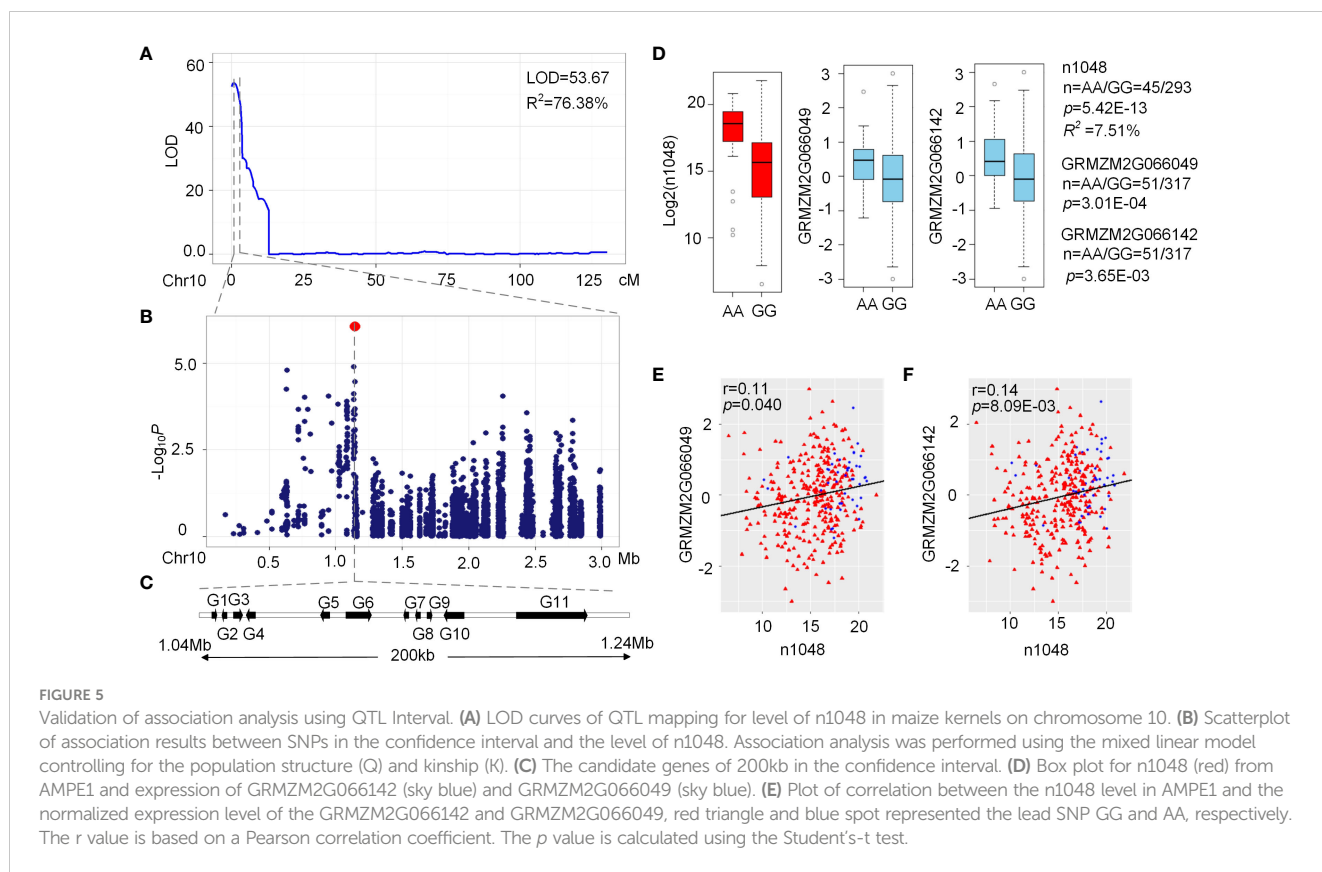 A
60
40
20
0.0
LOD
LOD=53.67
R²=76.38%
Chr10 0 25 50 75 100 cM
B
5.0
2.5
0
-Log₁₀P
Chr10 0.5 1.0 1.5 2.0 2.5 3.0 Mb
C
G1 G3 G5 G6 G7 G9 G11
G2 G4 G8 G10
1.04Mb 1.24Mb
200kb
D
Log2(n1048)
20
15
10
AA GG
GRMZM2G066049
3
2
1
0
-1
-2
-3
AA GG
GRMZM2G066142
3
2
1
0
-1
-2
-3
AA GG
n1048
n=AA/GG=45/293
p=5.42E-13
R² =7.51%
GRMZM2G066049
n=AA/GG=51/317
p=3.01E-04
GRMZM2G066142
n=AA/GG=51/317
p=3.65E-03
E
r=0.11
p=0.040
GRMZM2G066049
2
0
-2
10 15 20
n1048
F
r=0.14
p=8.09E-03
GRMZM2G066142
2
0
-2
10 15 20
n1048
FIGURE 5
Validation of association analysis using QTL Interval. (A) LOD curves of QTL mapping for level of n1048 in maize kernels on chromosome 10. (B) Scatterplot
of association results between SNPs in the confidence interval and the level of n1048. Association analysis was performed using the mixed linear model
controlling for the population structure (Q) and kinship (K). (C) The candidate genes of 200kb in the confidence interval. (D) Box plot for n1048 (red) from
AMPE1 and expression of GRMZM2G066142 (sky blue) and GRMZM2G066049 (sky blue). (E) Plot of correlation between the n1048 level in AMPE1 and the
normalized expression level of the GRMZM2G066142 and GRMZM2G066049, red triangle and blue spot represented the lead SNP GG and AA, respectively.
The r value is based on a Pearson correlation coefficient. The p value is calculated using the Student's-t test.